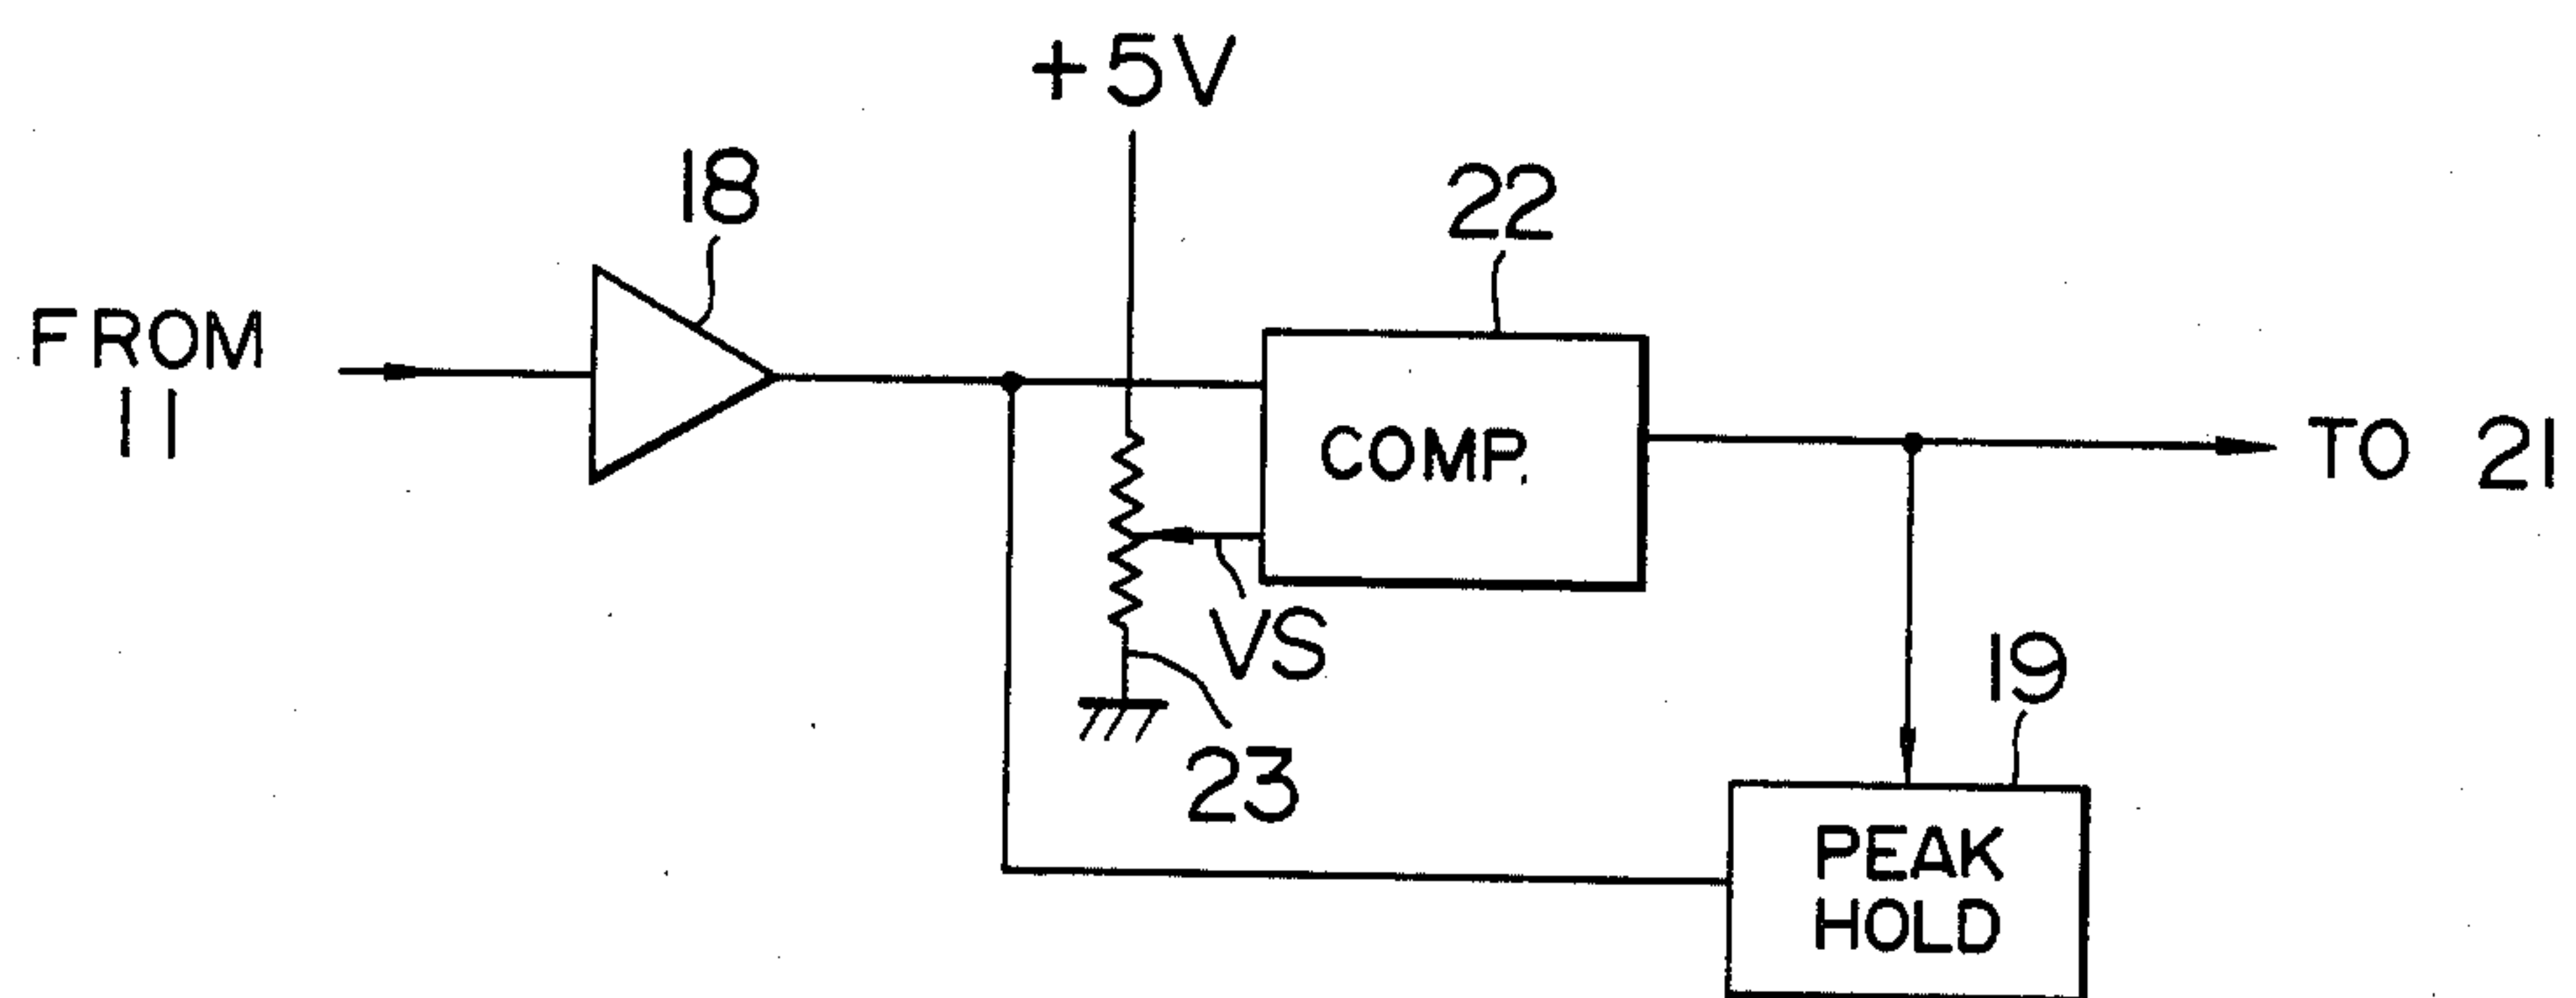 +5V
18
22
FROM
11
COMP.
TO 21
VS
19
23
PEAK
HOLD